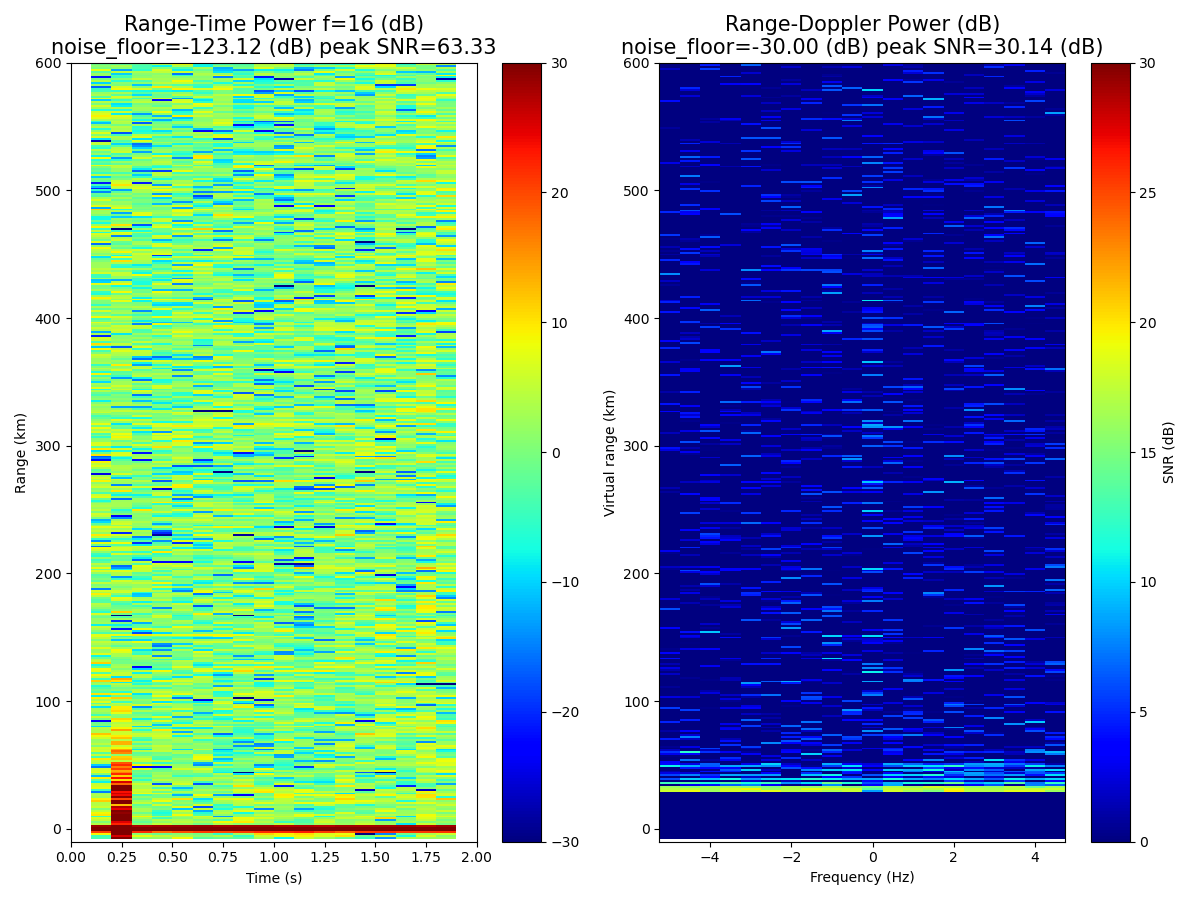 Range-Time Power f=16 (dB)
noise_floor=-123.12 (dB) peak SNR=63.33
600
500
400
300
200
100
0
Range (km)
0.00 0.25 0.50 0.75 1.00 1.25 1.50 1.75 2.00
Time (s)
30
20
10
0
−10
−20
−30
Range-Doppler Power (dB)
noise_floor=-30.00 (dB) peak SNR=30.14 (dB)
600
500
400
300
200
100
0
Virtual range (km)
−4 −2 0 2 4
Frequency (Hz)
30
25
20
15
10
5
0
SNR (dB)